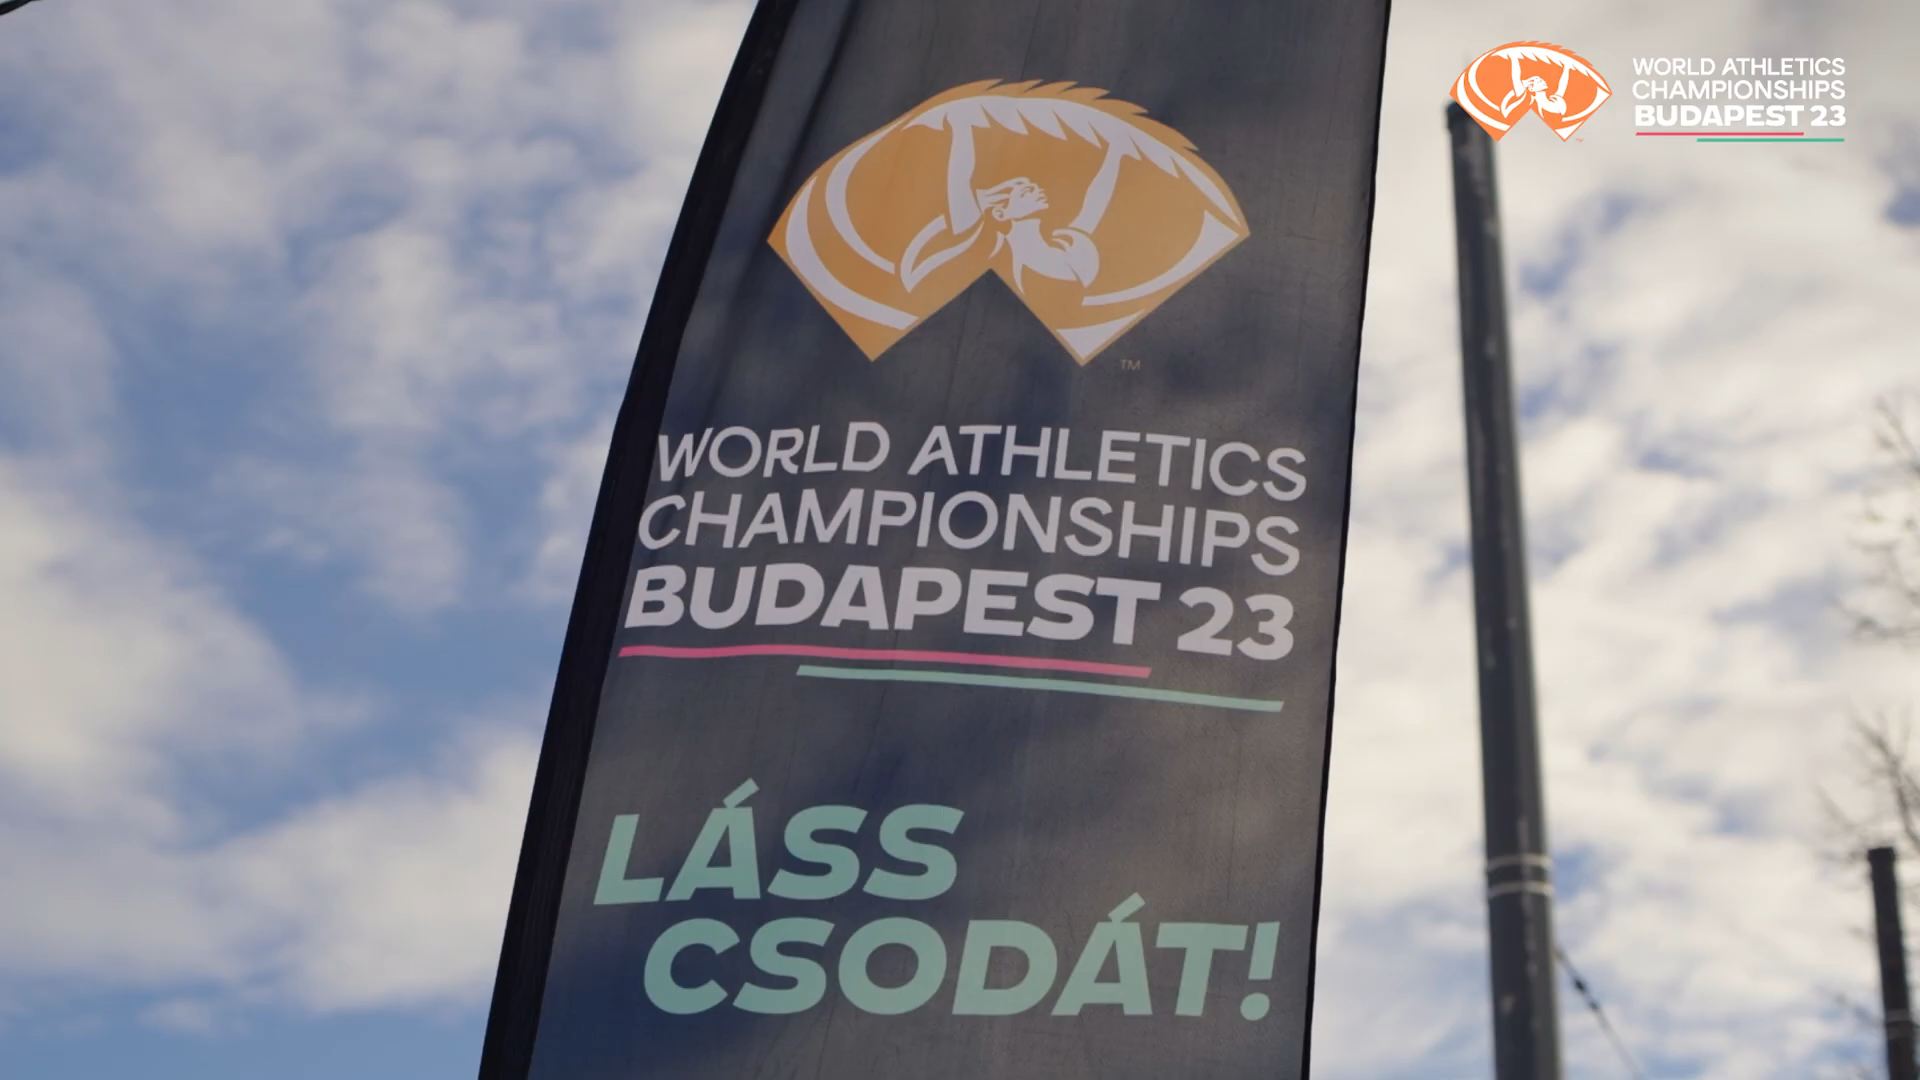 WORLD ATHLETICS
CHAMPIONSHIPS
BUDAPEST 23
TM
WORLD ATHLETICS
CHAMPIONSHIPS
BUDAPEST 23
LÁSS
CSODÁT!